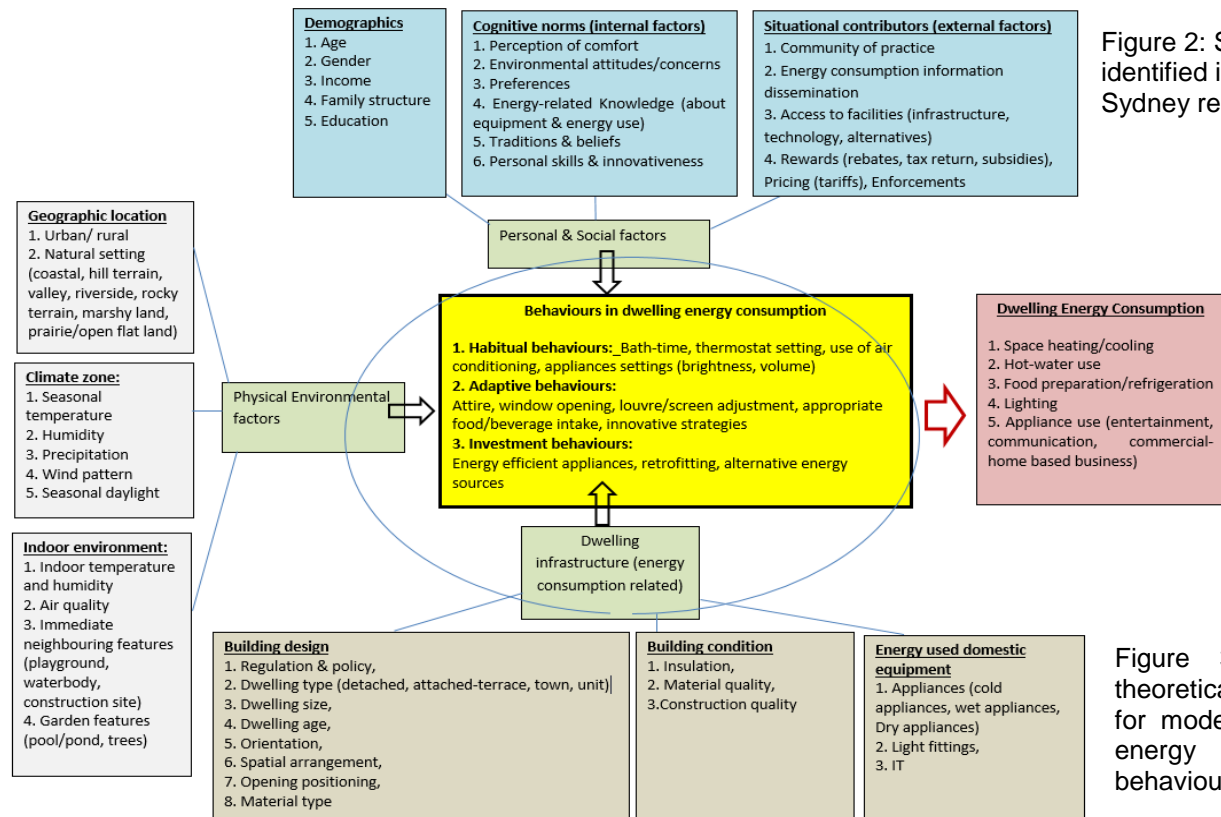 Demographics
1. Age
2. Gender
3. Income
4. Family structure
5. Education
Cognitive norms (internal factors)
1. Perception of comfort
2. Environmental attitudes/concerns
3. Preferences
4. Energy-related Knowledge (about
equipment & energy use)
5. Traditions & beliefs
6. Personal skills & innovativeness
Situational contributors (external factors)
1. Community of practice
2. Energy consumption information
dissemination
3. Access to facilities (infrastructure,
technology, alternatives)
4. Rewards (rebates, tax return, subsidies),
Pricing (tariffs), Enforcements
Figure 2: S
identified i
Sydney re
Geographic location
1. Urban/ rural
2. Natural setting
(coastal, hill terrain,
valley, riverside, rocky
terrain, marshy land,
prairie/open flat land)
Climate zone:
1. Seasonal
temperature
2. Humidity
3. Precipitation
4. Wind pattern
5. Seasonal daylight
Indoor environment:
1. Indoor temperature
and humidity
2. Air quality
3. Immediate
neighbouring features
(playground,
waterbody,
construction site)
4. Garden features
(pool/pond, trees)
Personal & Social factors
Physical Environmental
factors
Behaviours in dwelling energy consumption
1. Habitual behaviours:_Bath-time, thermostat setting, use of air
conditioning, appliances settings (brightness, volume)
2. Adaptive behaviours:
Attire, window opening, louvre/screen adjustment, appropriate
food/beverage intake, innovative strategies
3. Investment behaviours:
Energy efficient appliances, retrofitting, alternative energy
sources
Dwelling Energy Consumption
1. Space heating/cooling
2. Hot-water use
3. Food preparation/refrigeration
4. Lighting
5. Appliance use (entertainment,
communication, commercial-
home based business)
Dwelling
infrastructure (energy
consumption related)
Building design
1. Regulation & policy,
2. Dwelling type (detached, attached-terrace, town, unit)
3. Dwelling size,
4. Dwelling age,
5. Orientation,
6. Spatial arrangement,
7. Opening positioning,
8. Material type
Building condition
1. Insulation,
2. Material quality,
3.Construction quality
Energy used domestic
equipment
1. Appliances (cold
appliances, wet appliances,
Dry appliances)
2. Light fittings,
3. IT
Figure
theoretica
for mode
energy
behaviou